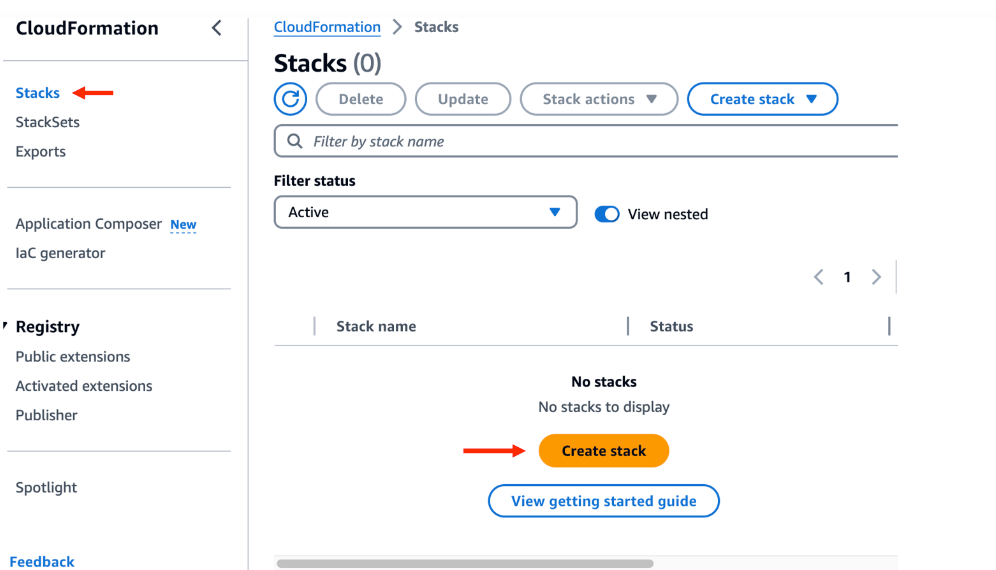 CloudFormation
Stacks
StackSets
Exports
Application Composer New
IaC generator
Registry
Public extensions
Activated extensions
Publisher
Spotlight
Feedback
CloudFormation > Stacks
Stacks (0)
Delete Update Stack actions Create stack
Filter by stack name
Filter status
Active View nested
1
Stack name Status
No stacks
No stacks to display
Create stack
View getting started guide